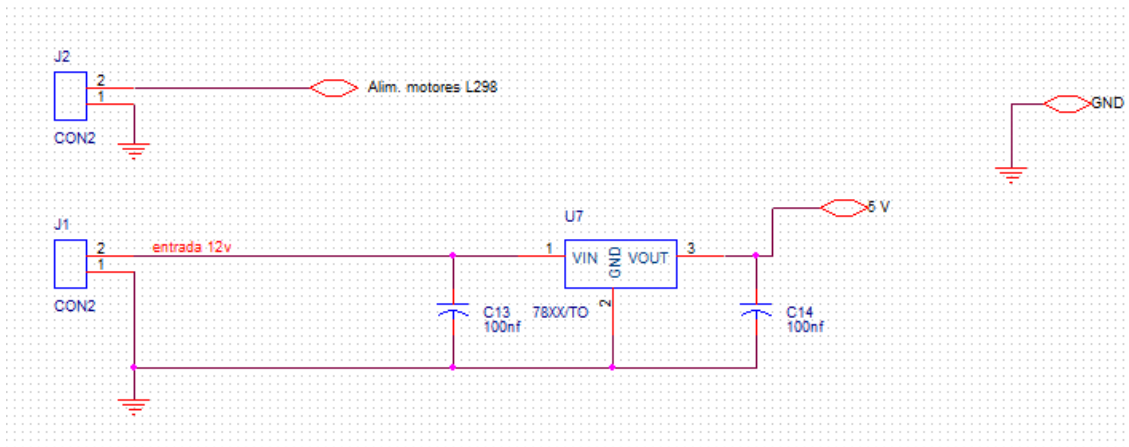 J2
2
1
Alim. motores L298
CON2
GND
J1
2
entrada 12v
1
CON2
U7
1
VIN
GND
VOUT
3
2
5 V
C13
100nf
78XX/TO
C14
100nf